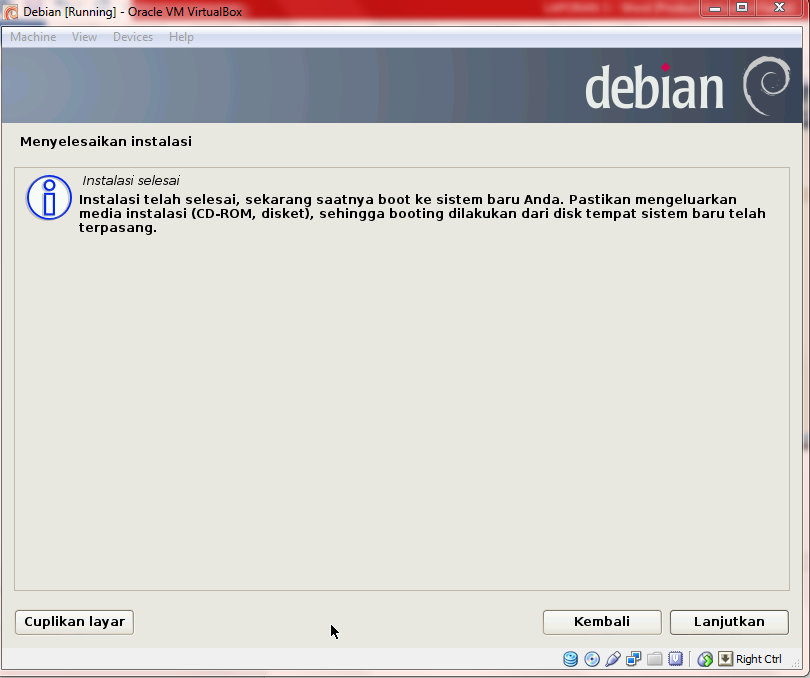 Debian [Running] - Oracle VM VirtualBox
Machine View Devices Help
debian
Menyelesaikan instalasi
Instalasi selesai
Instalasi telah selesai, sekarang saatnya boot ke sistem baru Anda. Pastikan mengeluarkan
media instalasi (CD-ROM, disket), sehingga booting dilakukan dari disk tempat sistem baru telah
terpasang.
Cuplikan layar Kembali Lanjutkan
Right Ctrl